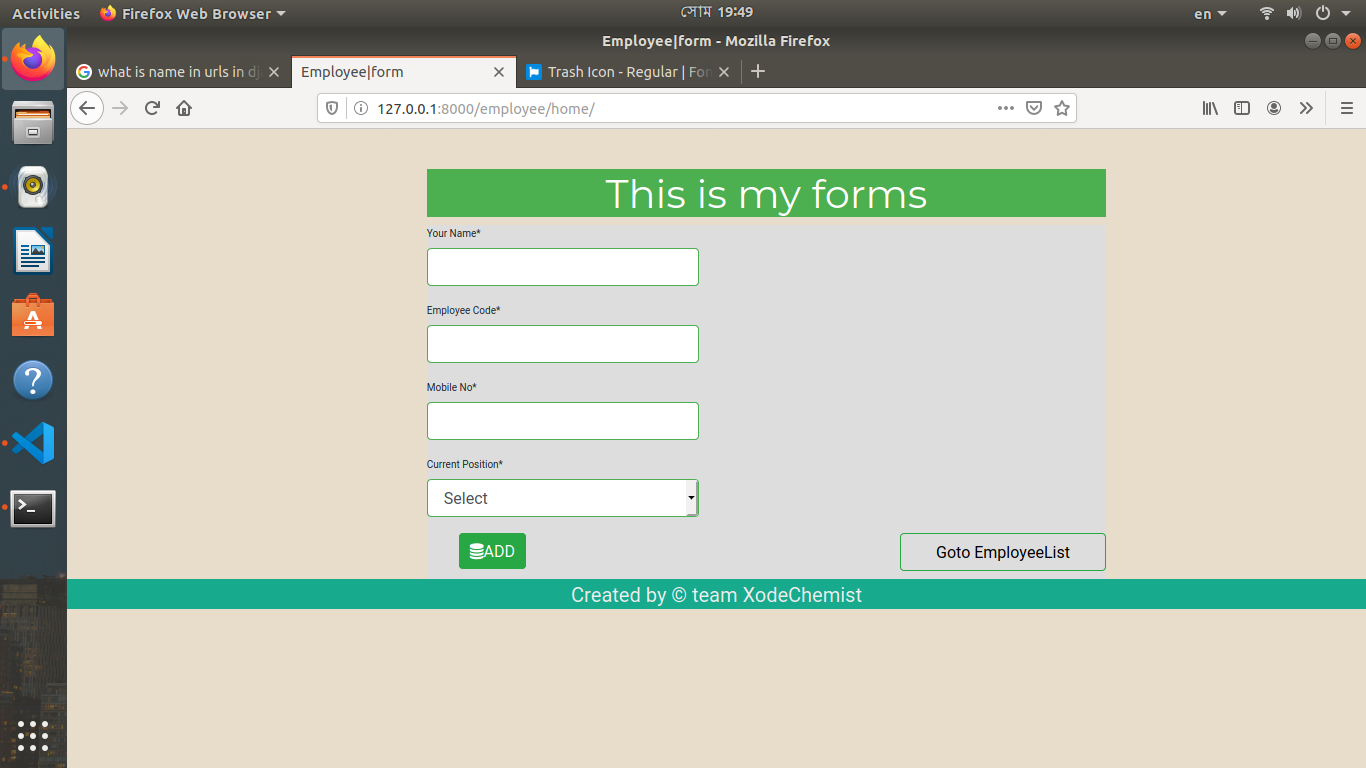 Activities
Firefox Web Browser
সোম 19:49
en
Employee|form - Mozilla Firefox
what is name in urls in dj
Employee|form
Trash Icon - Regular | Fon
127.0.0.1:8000/employee/home/
This is my forms
Your Name*
Employee Code*
Mobile No*
Current Position*
Select
ADD
Goto EmployeeList
Created by © team XodeChemist